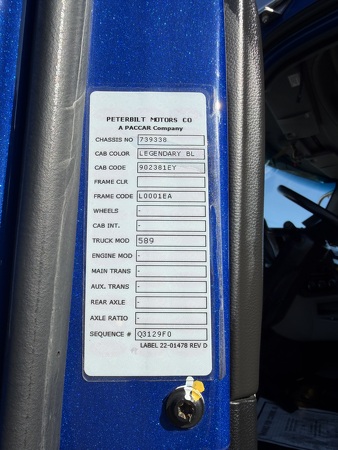 PETERBILT MOTORS CO
A PACCAR Company
CHASSIS NO 739338
CAB COLOR LEGENDARY BL
CAB CODE 902381EY
FRAME CLR
FRAME CODE L0001EA
WHEELS -
CAB INT. -
TRUCK MOD 589
ENGINE MOD -
MAIN TRANS -
AUX. TRANS -
REAR AXLE -
AXLE RATIO -
SEQUENCE # Q3129F0
LABEL 22-01478 REV D